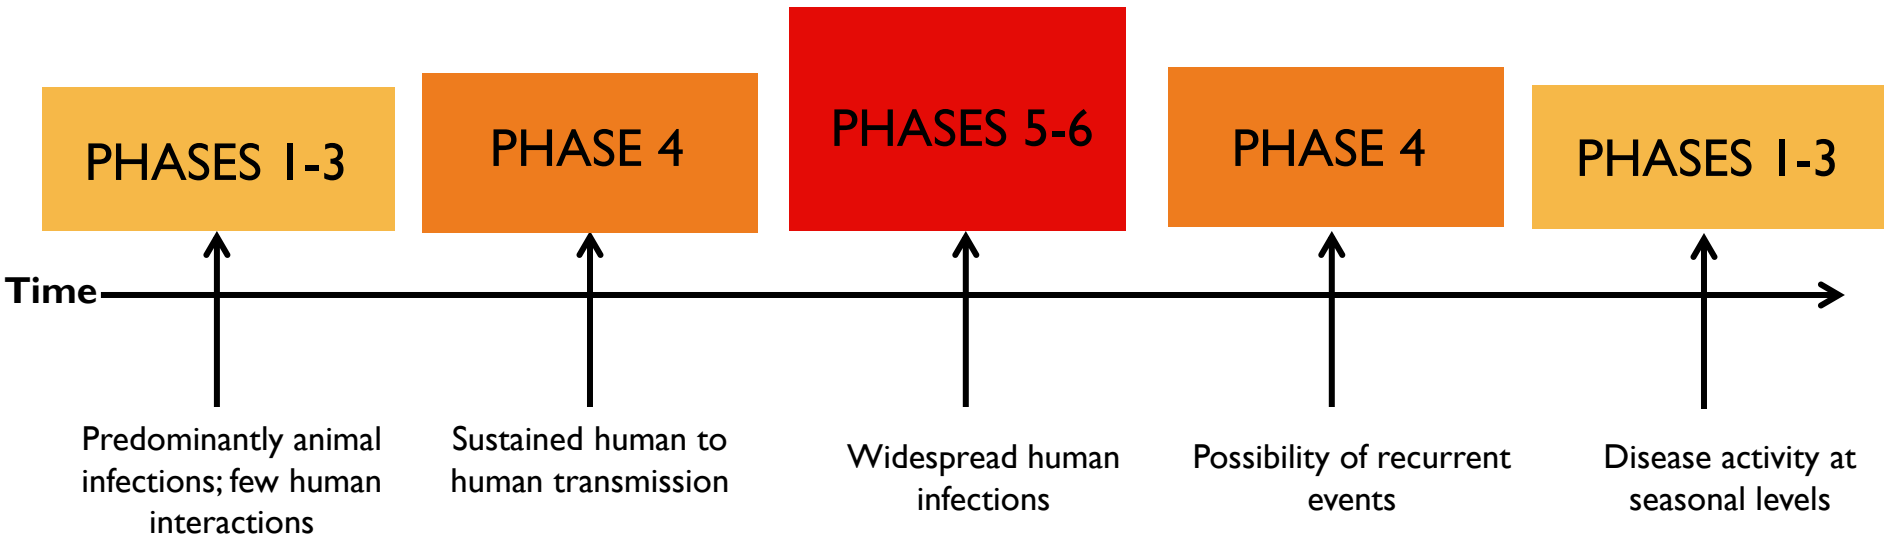 PHASES 1-3
PHASE 4
PHASES 5-6
PHASE 4
PHASES 1-3
Time
Predominantly animal
infections; few human
interactions
Sustained human to
human transmission
Widespread human
infections
Possibility of recurrent
events
Disease activity at
seasonal levels